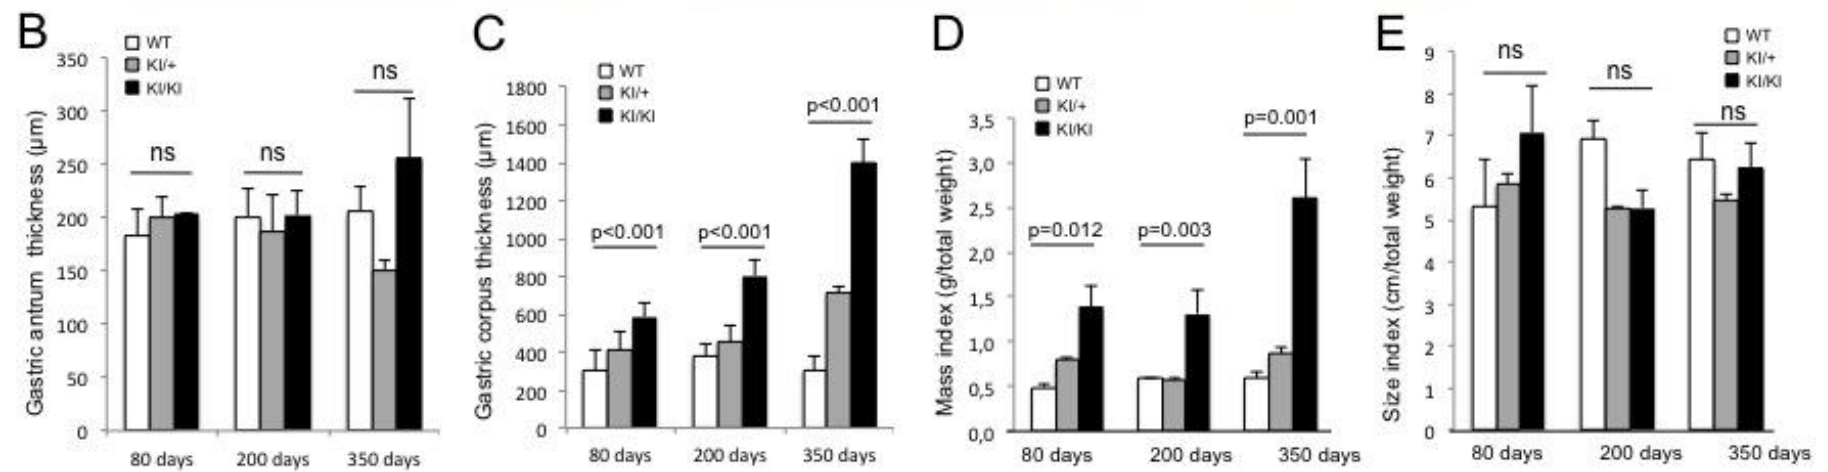 B
WT
KI/+
KI/KI
Gastric antrum thickness (µm)
350
300
250
200
150
100
50
0
ns
ns
ns
80 days
200 days
350 days
C
WT
KI/+
KI/KI
Gastric corpus thickness (µm)
1800
1600
1400
1200
1000
800
600
400
200
0
p<0.001
p<0.001
p<0.001
80 days
200 days
350 days
D
WT
KI/+
KI/KI
Mass index (g/total weight)
3,5
3,0
2,5
2,0
1,5
1,0
0,5
0,0
p=0.012
p=0.003
p=0.001
80 days
200 days
350 days
E
WT
KI/+
KI/KI
Size index (cm/total weight)
9
8
7
6
5
4
3
2
1
0
ns
ns
ns
80 days
200 days
350 days